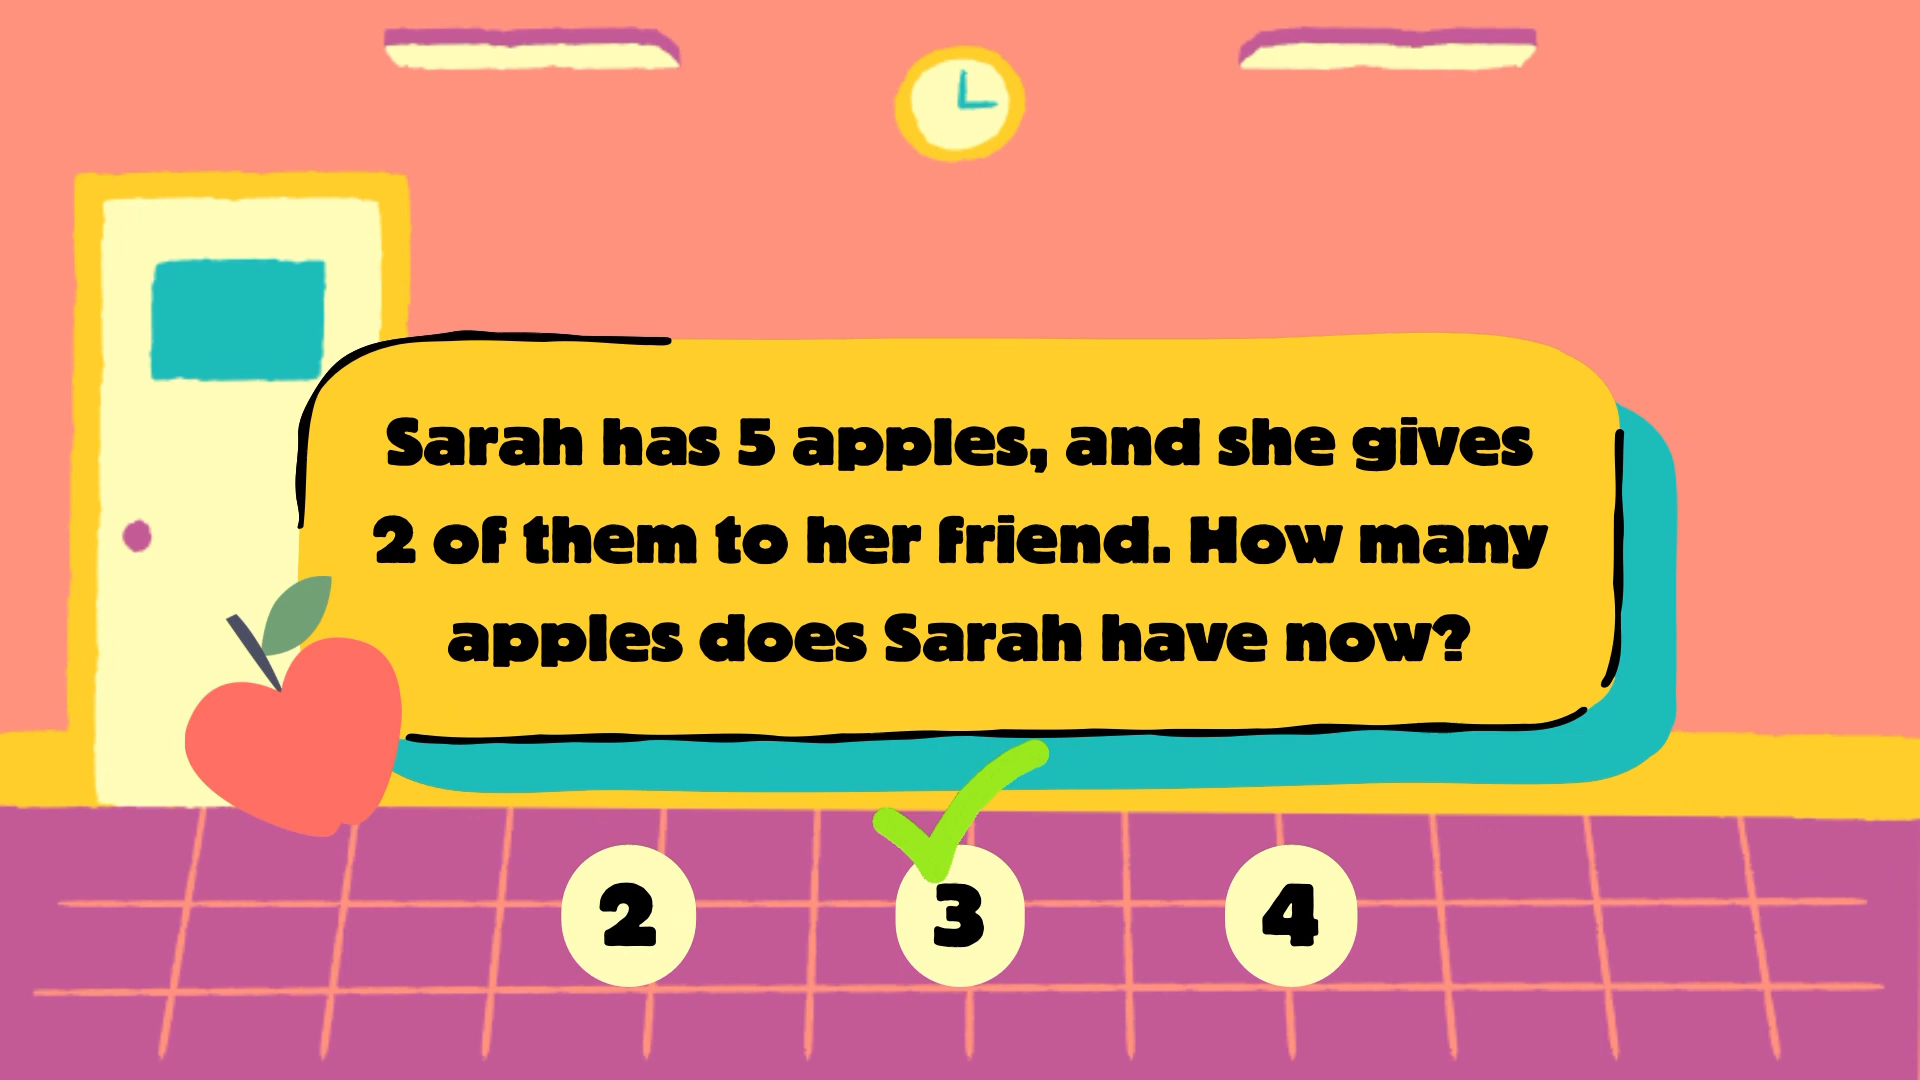 Sarah has 5 apples, and she gives
2 of them to her friend. How many
apples does Sarah have now?
2 3 4